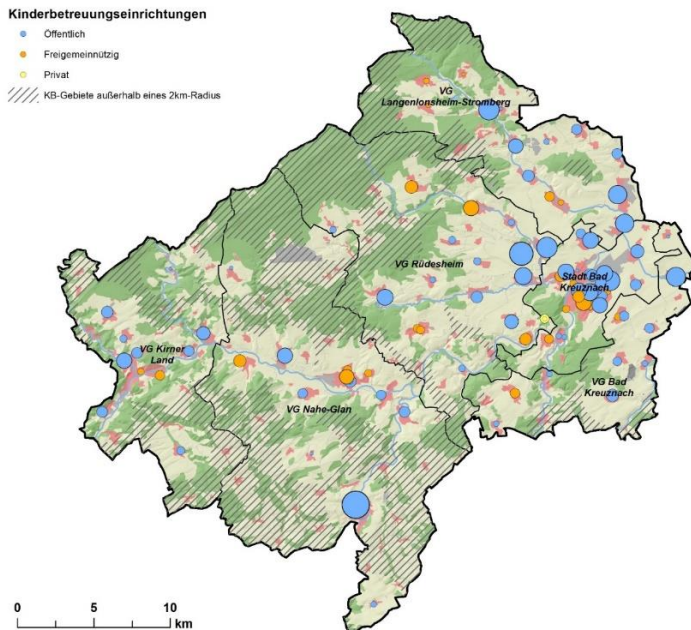 Kinderbetreuungseinrichtungen
Öffentlich
Freigemeinnützig
Privat
KB-Gebiete außerhalb eines 2km-Radius
VG
Langenlonsheim-Stromberg
VG Rüdesheim
Stadt Bad
Kreuznach
VG Kirner
Land
VG Bad
Kreuznach
VG Nahe-Glan
0 5 10
km